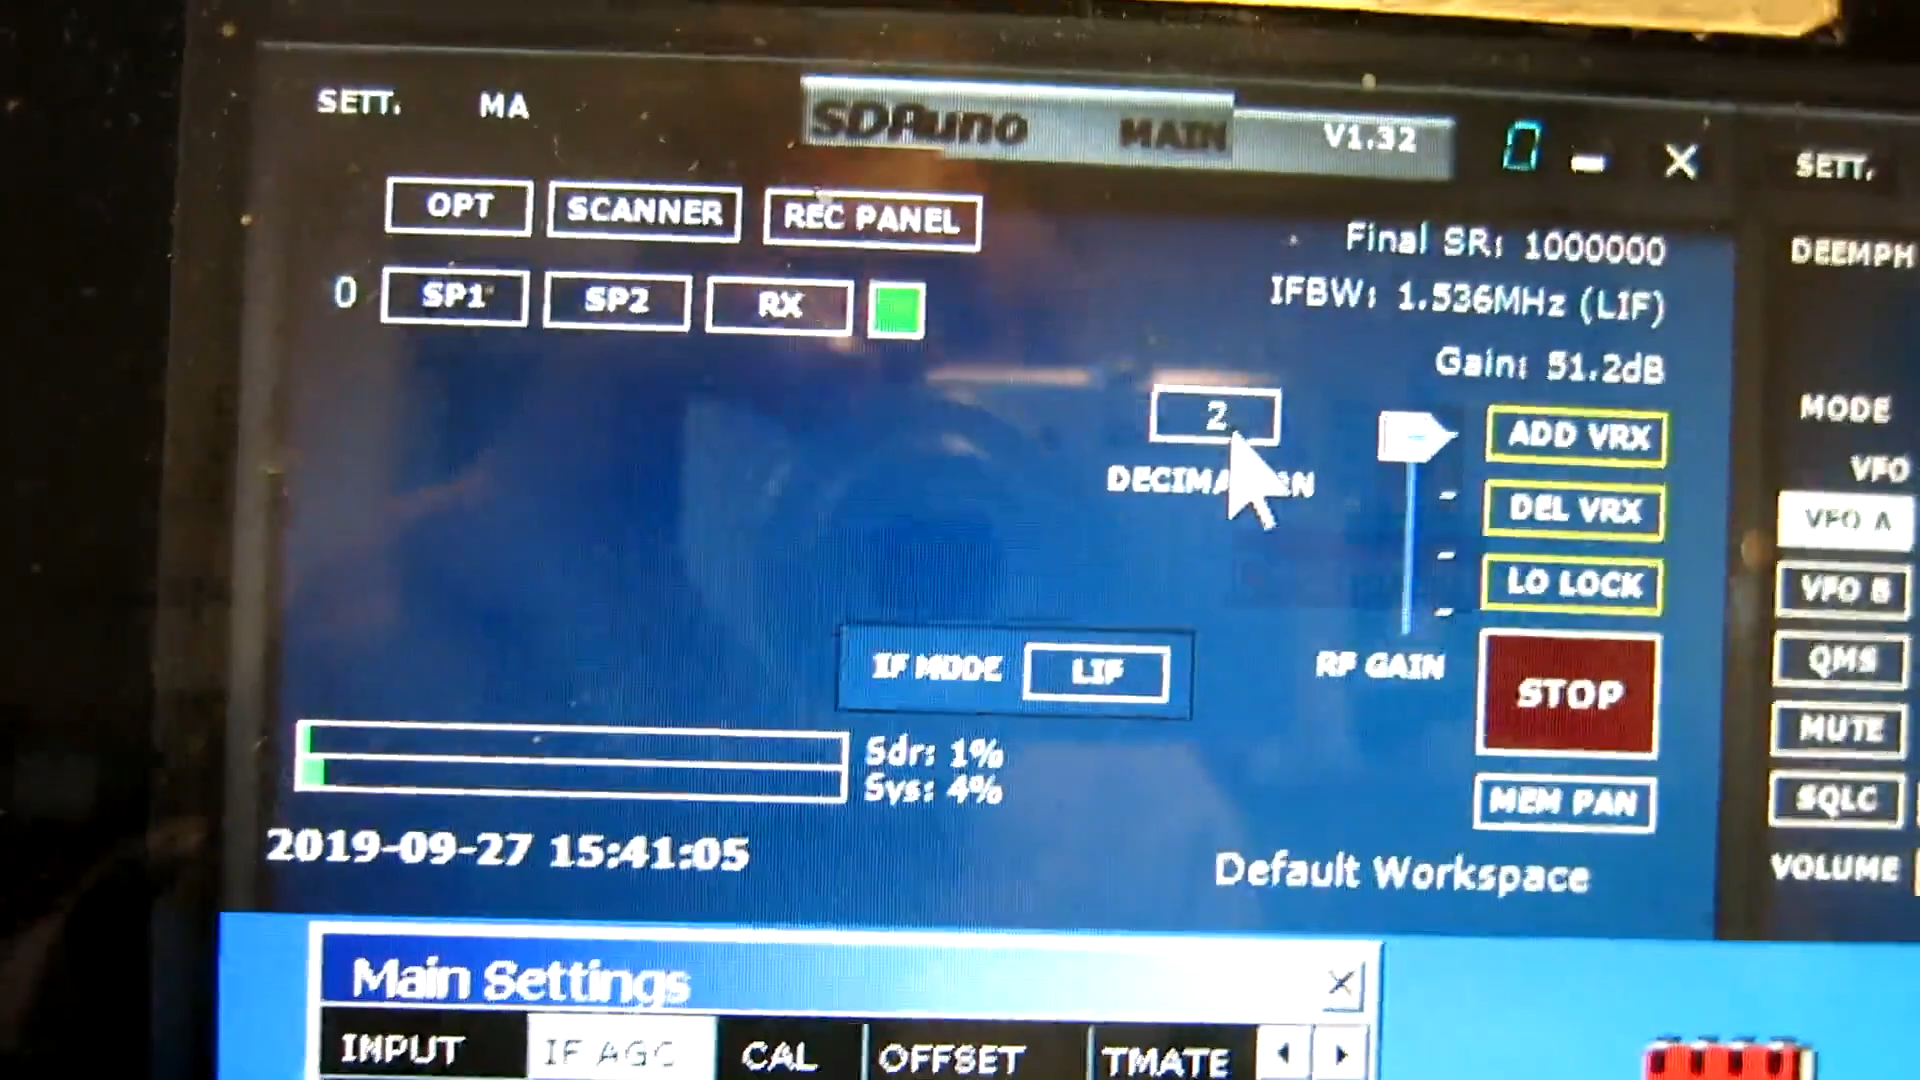 SETT. MA SDRuno MAIN V1.32 0 X
OPT SCANNER REC PANEL
0 SP1 SP2 RX
Final SR: 1000000
IFBW: 1.536MHz (LIF)
Gain: 51.2dB
2
ADD VRX
DEL VRX
LO LOCK
IF MODE LIF
RF GAIN
STOP
MEM PAN
Sdr: 1%
Sys: 4%
2019-09-27 15:41:05
Default Workspace
SETT.
DEEMPH
MODE
VFO
VFO A
VFO B
QMS
MUTE
SQLC
VOLUME
Main Settings X
INPUT IF AGC CAL OFFSET TMATE